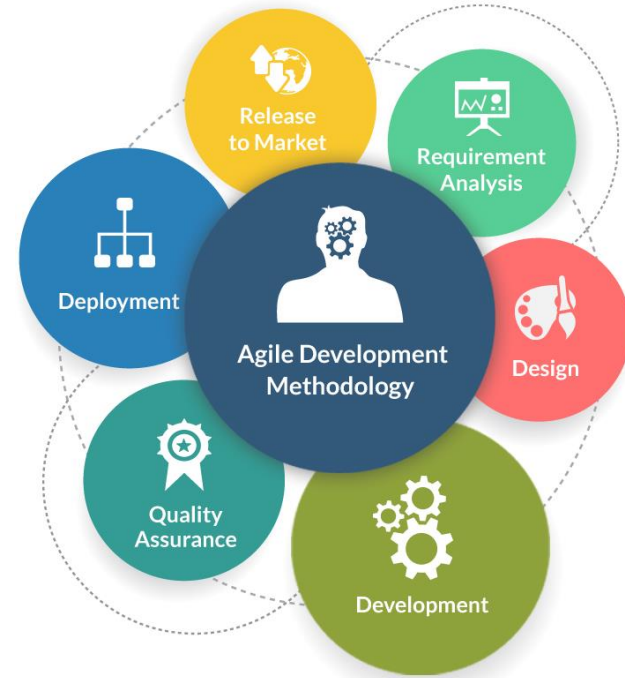 Release
to Market
Requirement
Analysis
Deployment
Agile Development
Methodology
Design
Quality
Assurance
Development